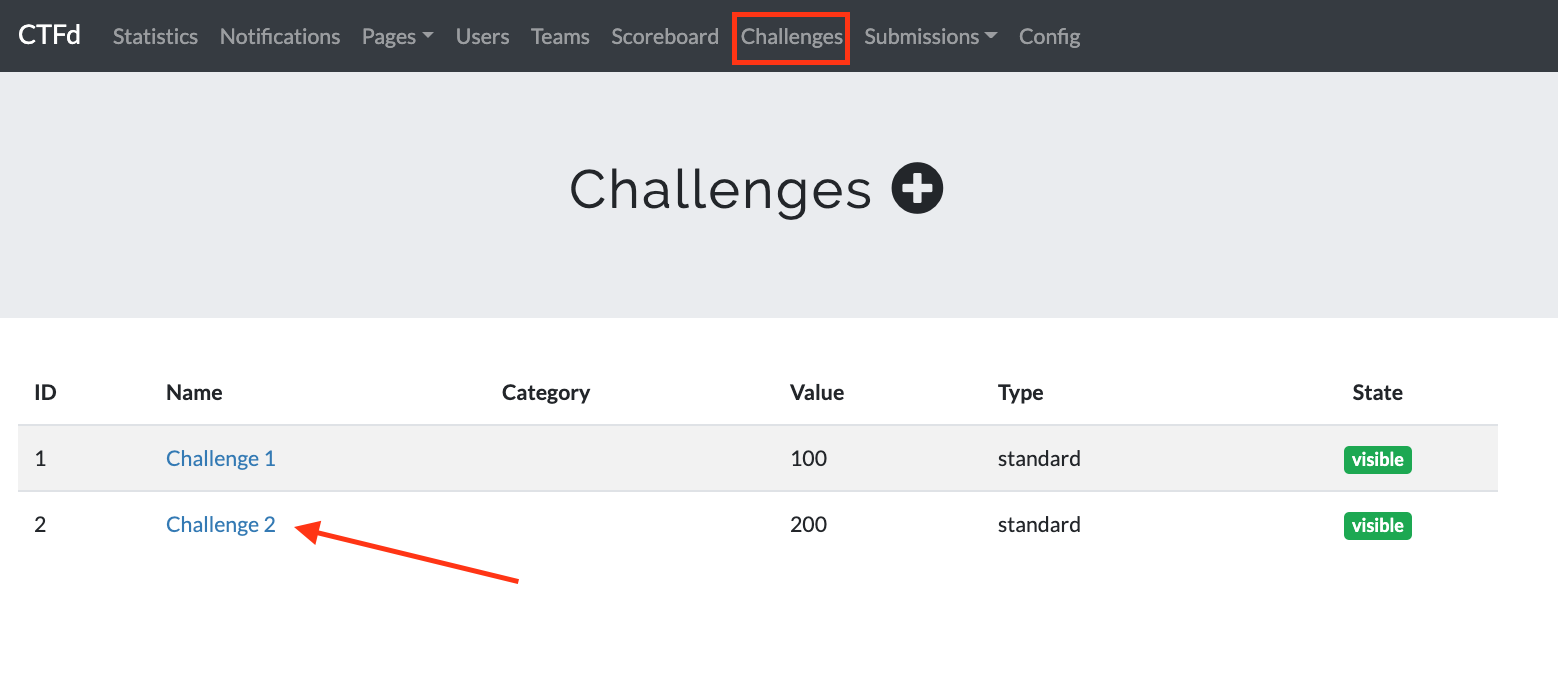 CTFd Statistics Notifications Pages Users Teams Scoreboard Challenges Submissions Config
Challenges
ID Name Category Value Type State
1 Challenge 1 100 standard visible
2 Challenge 2 200 standard visible